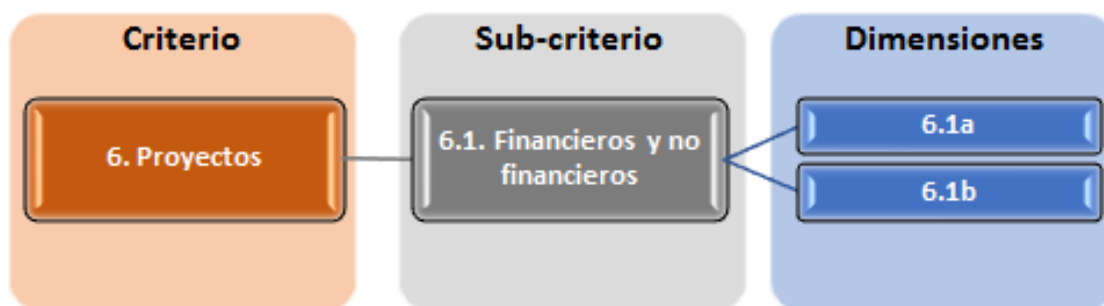 Criterio
Sub-criterio
Dimensiones
6. Proyectos
6.1. Financieros y no
financieros
6.1a
6.1b